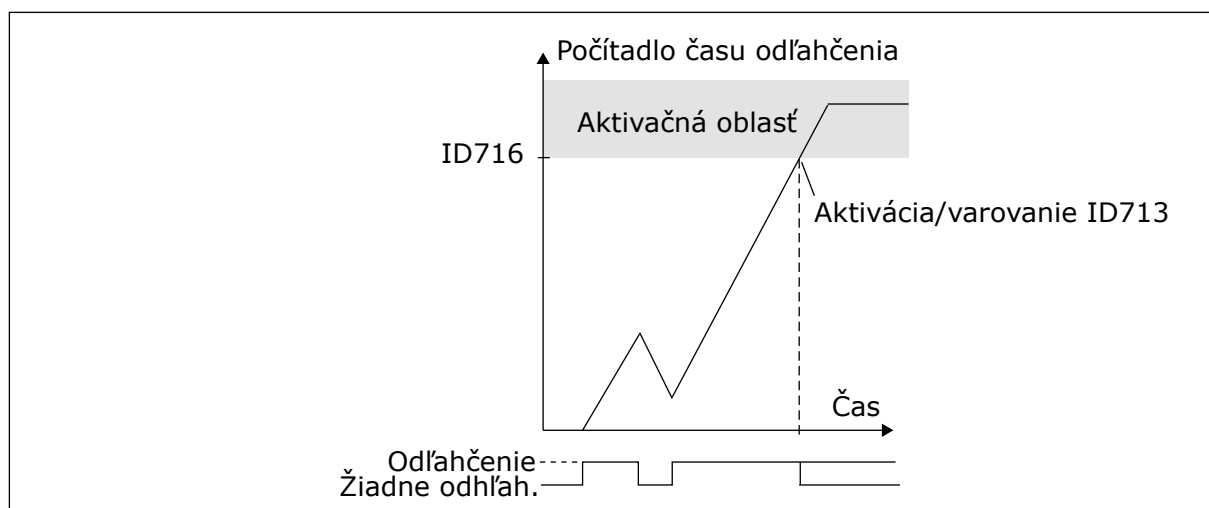 Počítadlo času odľahčenia
Aktivačná oblasť
ID716
Aktivácia/varovanie ID713
Čas
Odľahčenie
Žiadne odhľah.